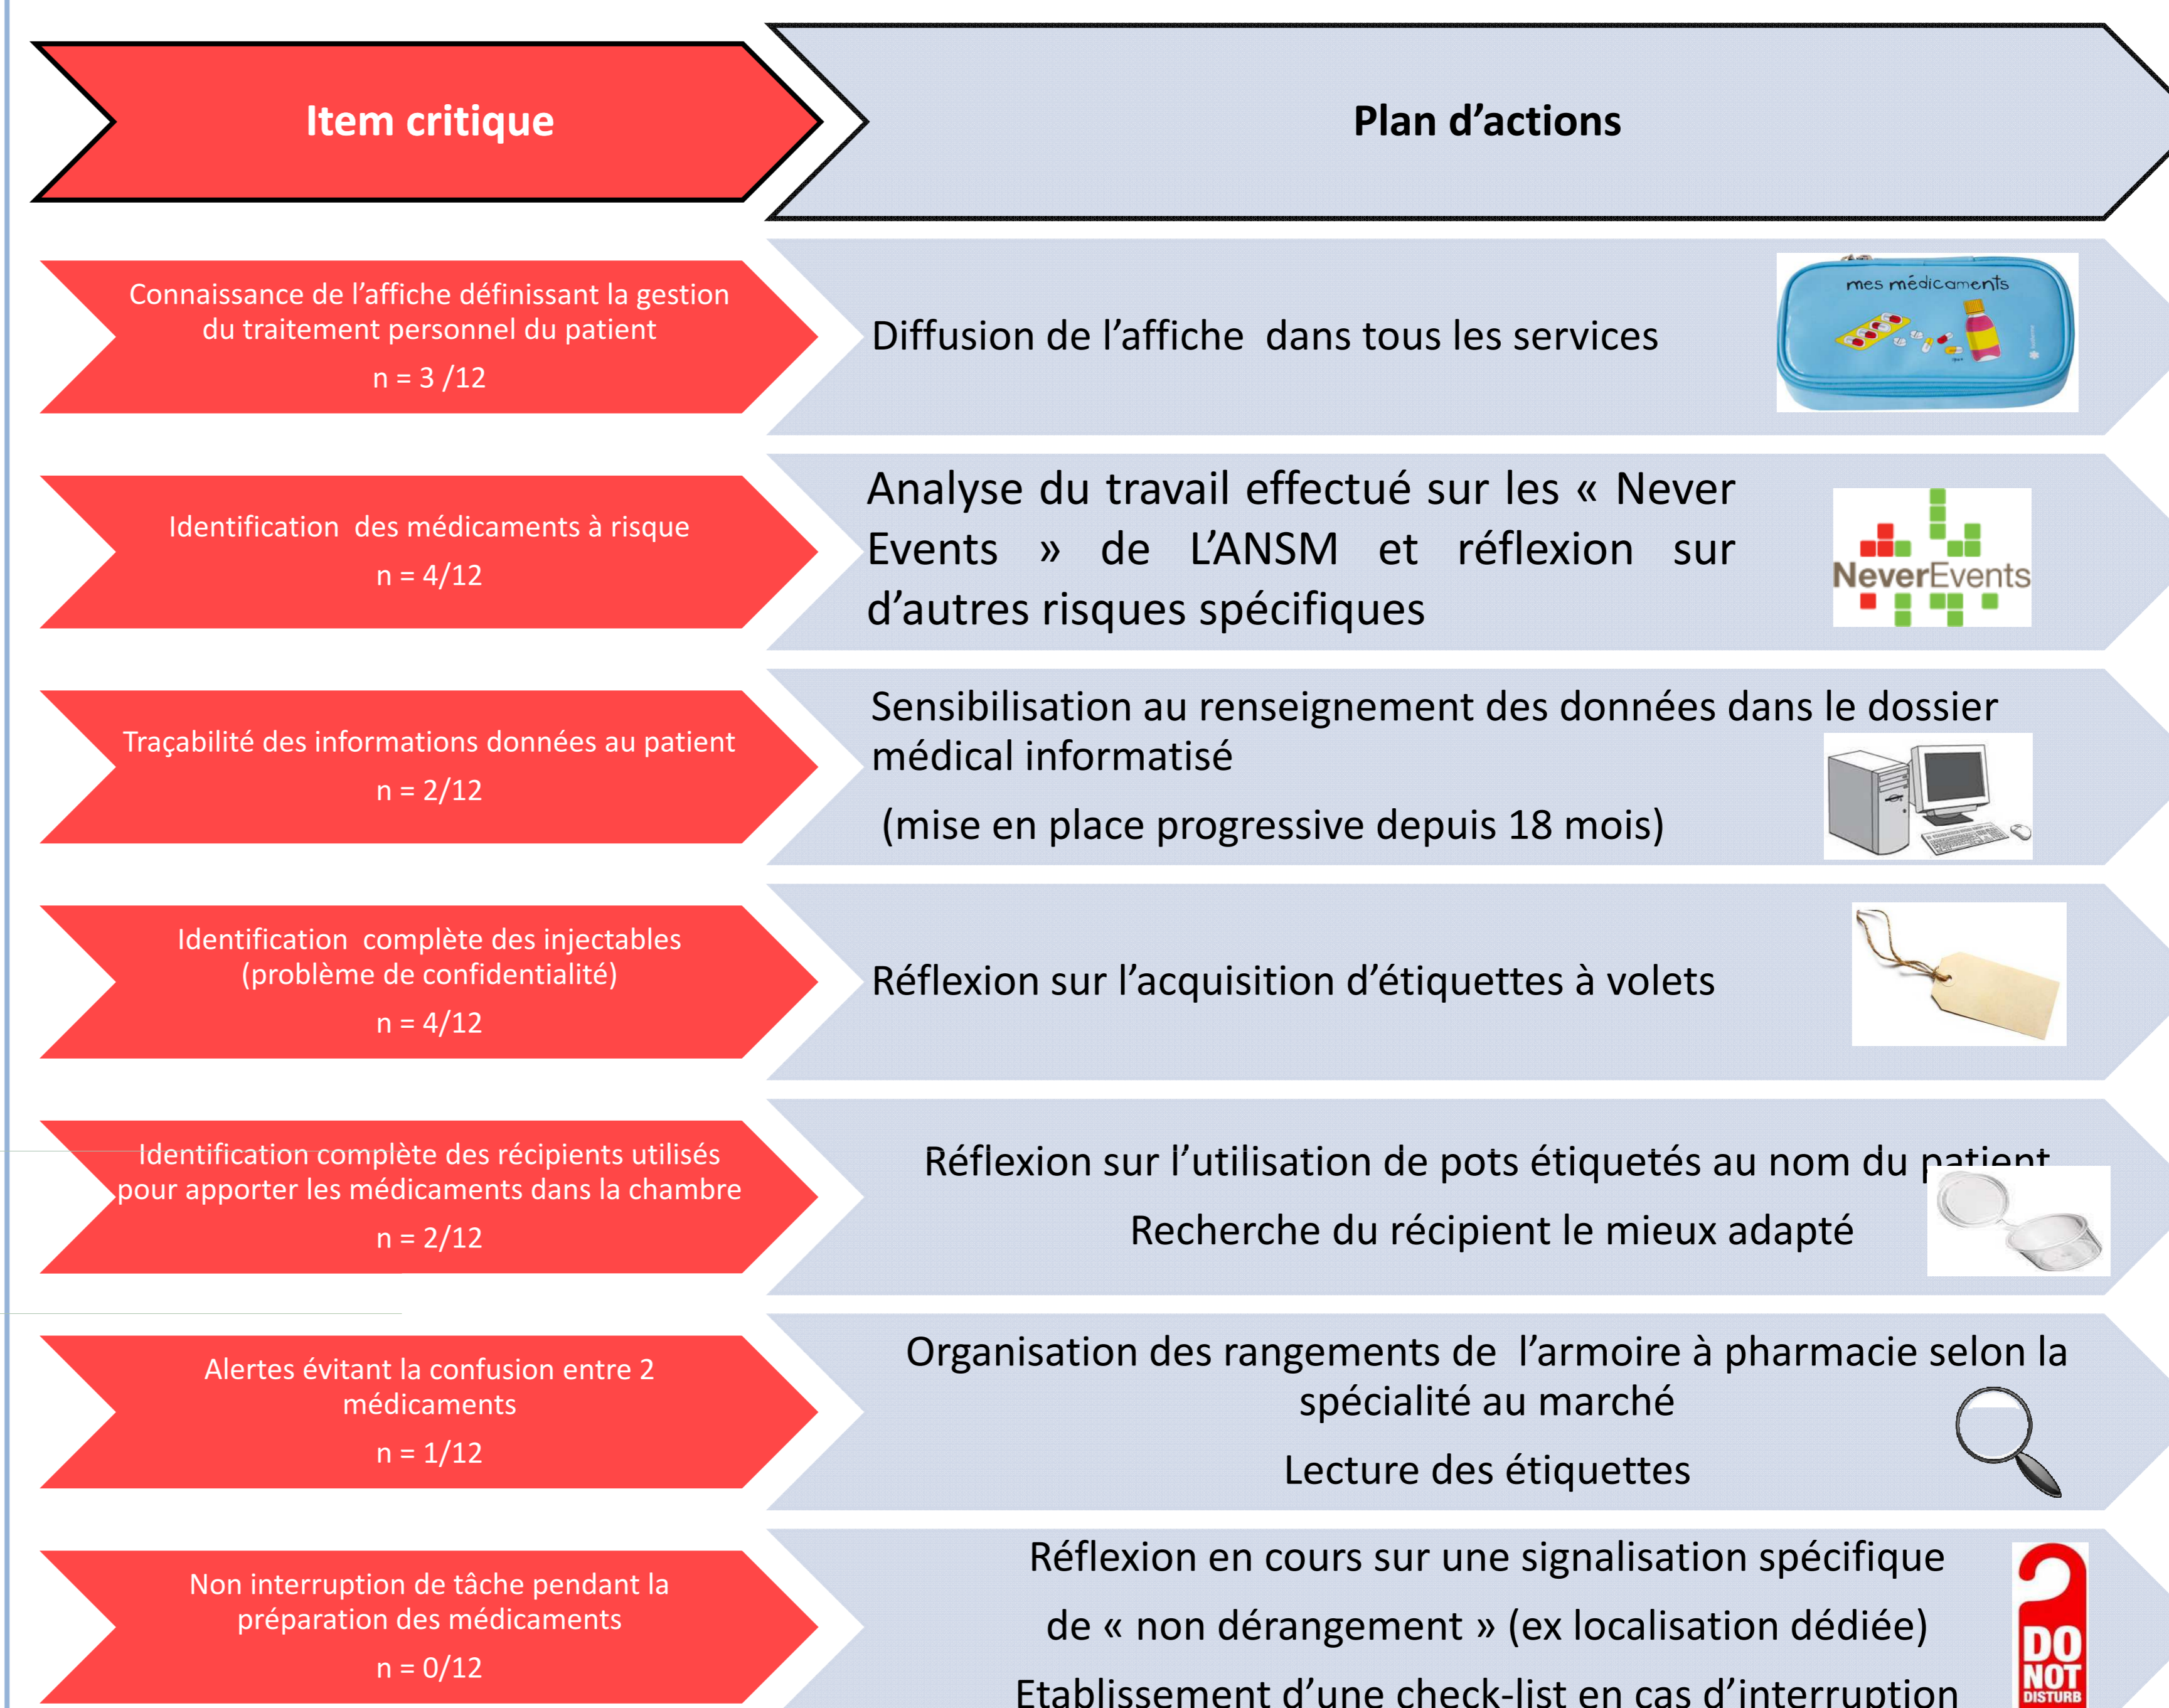 Item critique
Plan d’actions
Connaissance de l’affiche définissant la gestion
du traitement personnel du patient
n = 3 /12
Diffusion de l’affiche dans tous les services
mes médicaments
Identification des médicaments à risque
n = 4/12
Analyse du travail effectué sur les « Never
Events » de L’ANSM et réflexion sur
d’autres risques spécifiques
NeverEvents
Traçabilité des informations données au patient
n = 2/12
Sensibilisation au renseignement des données dans le dossier
médical informatisé
(mise en place progressive depuis 18 mois)
Identification complète des injectables
(problème de confidentialité)
n = 4/12
Réflexion sur l’acquisition d’étiquettes à volets
Identification complète des récipients utilisés
pour apporter les médicaments dans la chambre
n = 2/12
Réflexion sur l’utilisation de pots étiquetés au nom du patient
Recherche du récipient le mieux adapté
Alertes évitant la confusion entre 2
médicaments
n = 1/12
Organisation des rangements de l’armoire à pharmacie selon la
spécialité au marché
Lecture des étiquettes
Non interruption de tâche pendant la
préparation des médicaments
n = 0/12
Réflexion en cours sur une signalisation spécifique
de « non dérangement » (ex localisation dédiée)
Etablissement d’une check-list en cas d’interruption
DO
NOT
DISTURB